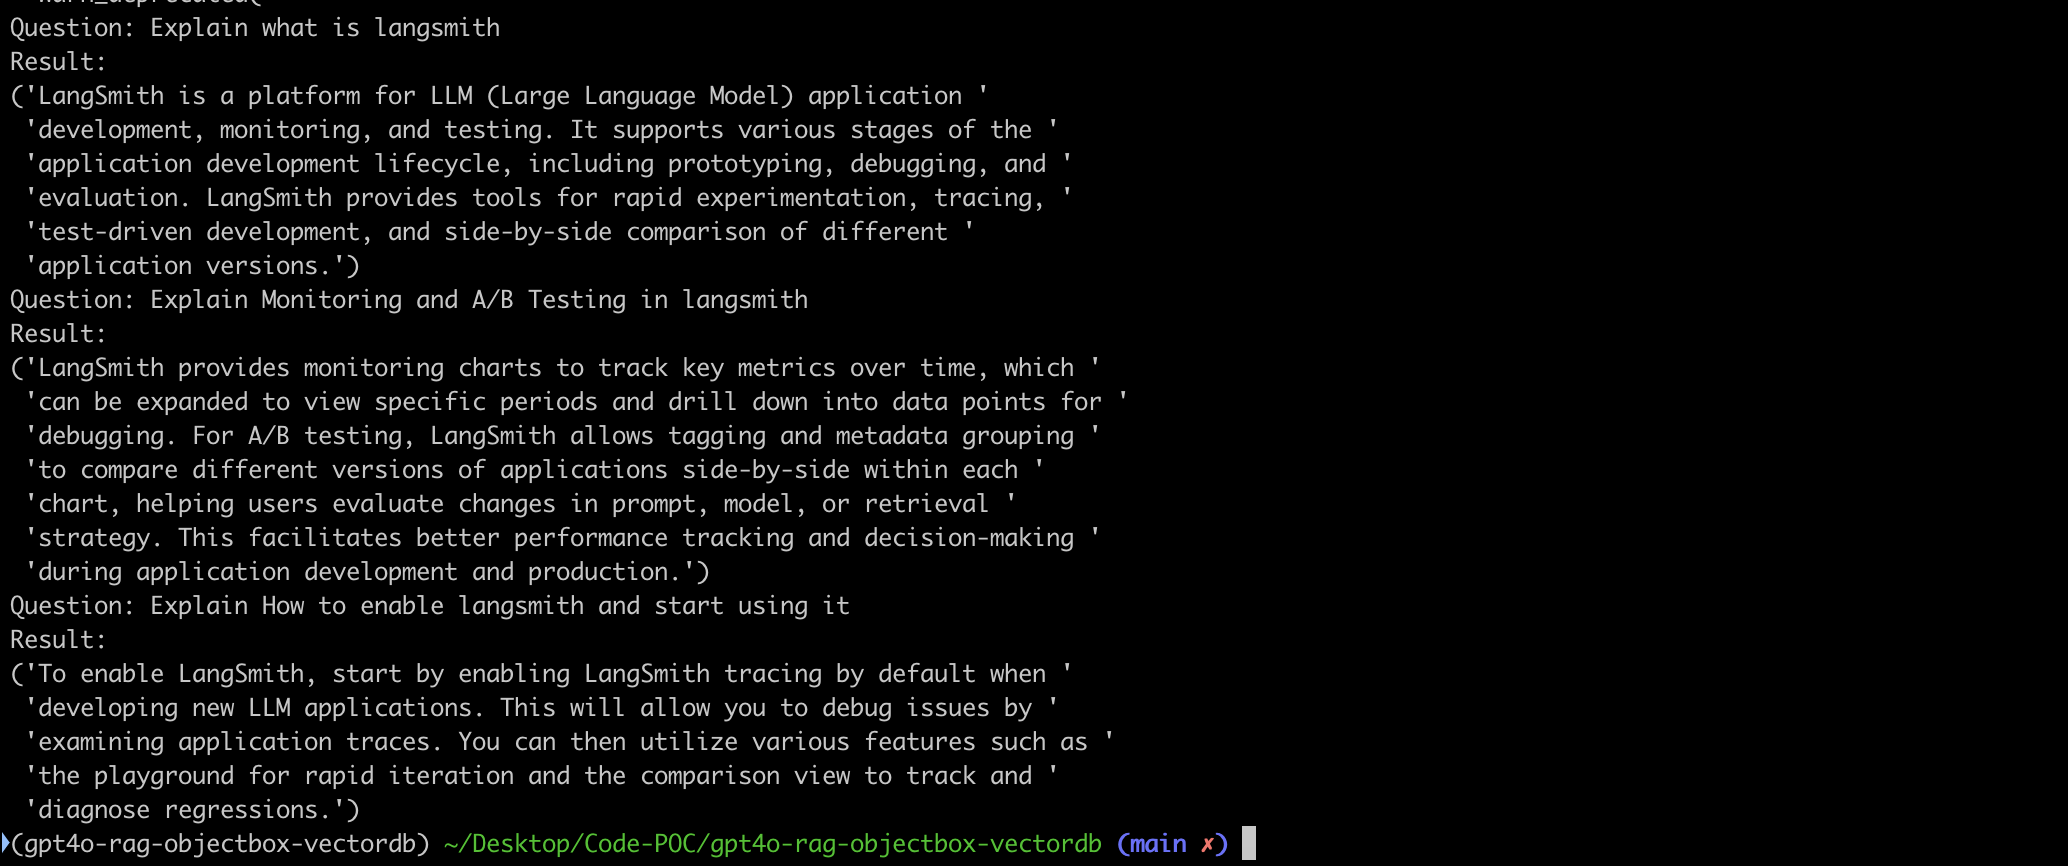 warn_deprecated(
Question: Explain what is langsmith
Result:
('LangSmith is a platform for LLM (Large Language Model) application '
 'development, monitoring, and testing. It supports various stages of the '
 'application development lifecycle, including prototyping, debugging, and '
 'evaluation. LangSmith provides tools for rapid experimentation, tracing, '
 'test-driven development, and side-by-side comparison of different '
 'application versions.')
Question: Explain Monitoring and A/B Testing in langsmith
Result:
('LangSmith provides monitoring charts to track key metrics over time, which '
 'can be expanded to view specific periods and drill down into data points for '
 'debugging. For A/B testing, LangSmith allows tagging and metadata grouping '
 'to compare different versions of applications side-by-side within each '
 'chart, helping users evaluate changes in prompt, model, or retrieval '
 'strategy. This facilitates better performance tracking and decision-making '
 'during application development and production.')
Question: Explain How to enable langsmith and start using it
Result:
('To enable LangSmith, start by enabling LangSmith tracing by default when '
 'developing new LLM applications. This will allow you to debug issues by '
 'examining application traces. You can then utilize various features such as '
 'the playground for rapid iteration and the comparison view to track and '
 'diagnose regressions.')
(gpt4o-rag-objectbox-vectordb) ~/Desktop/Code-POC/gpt4o-rag-objectbox-vectordb (main ✗)